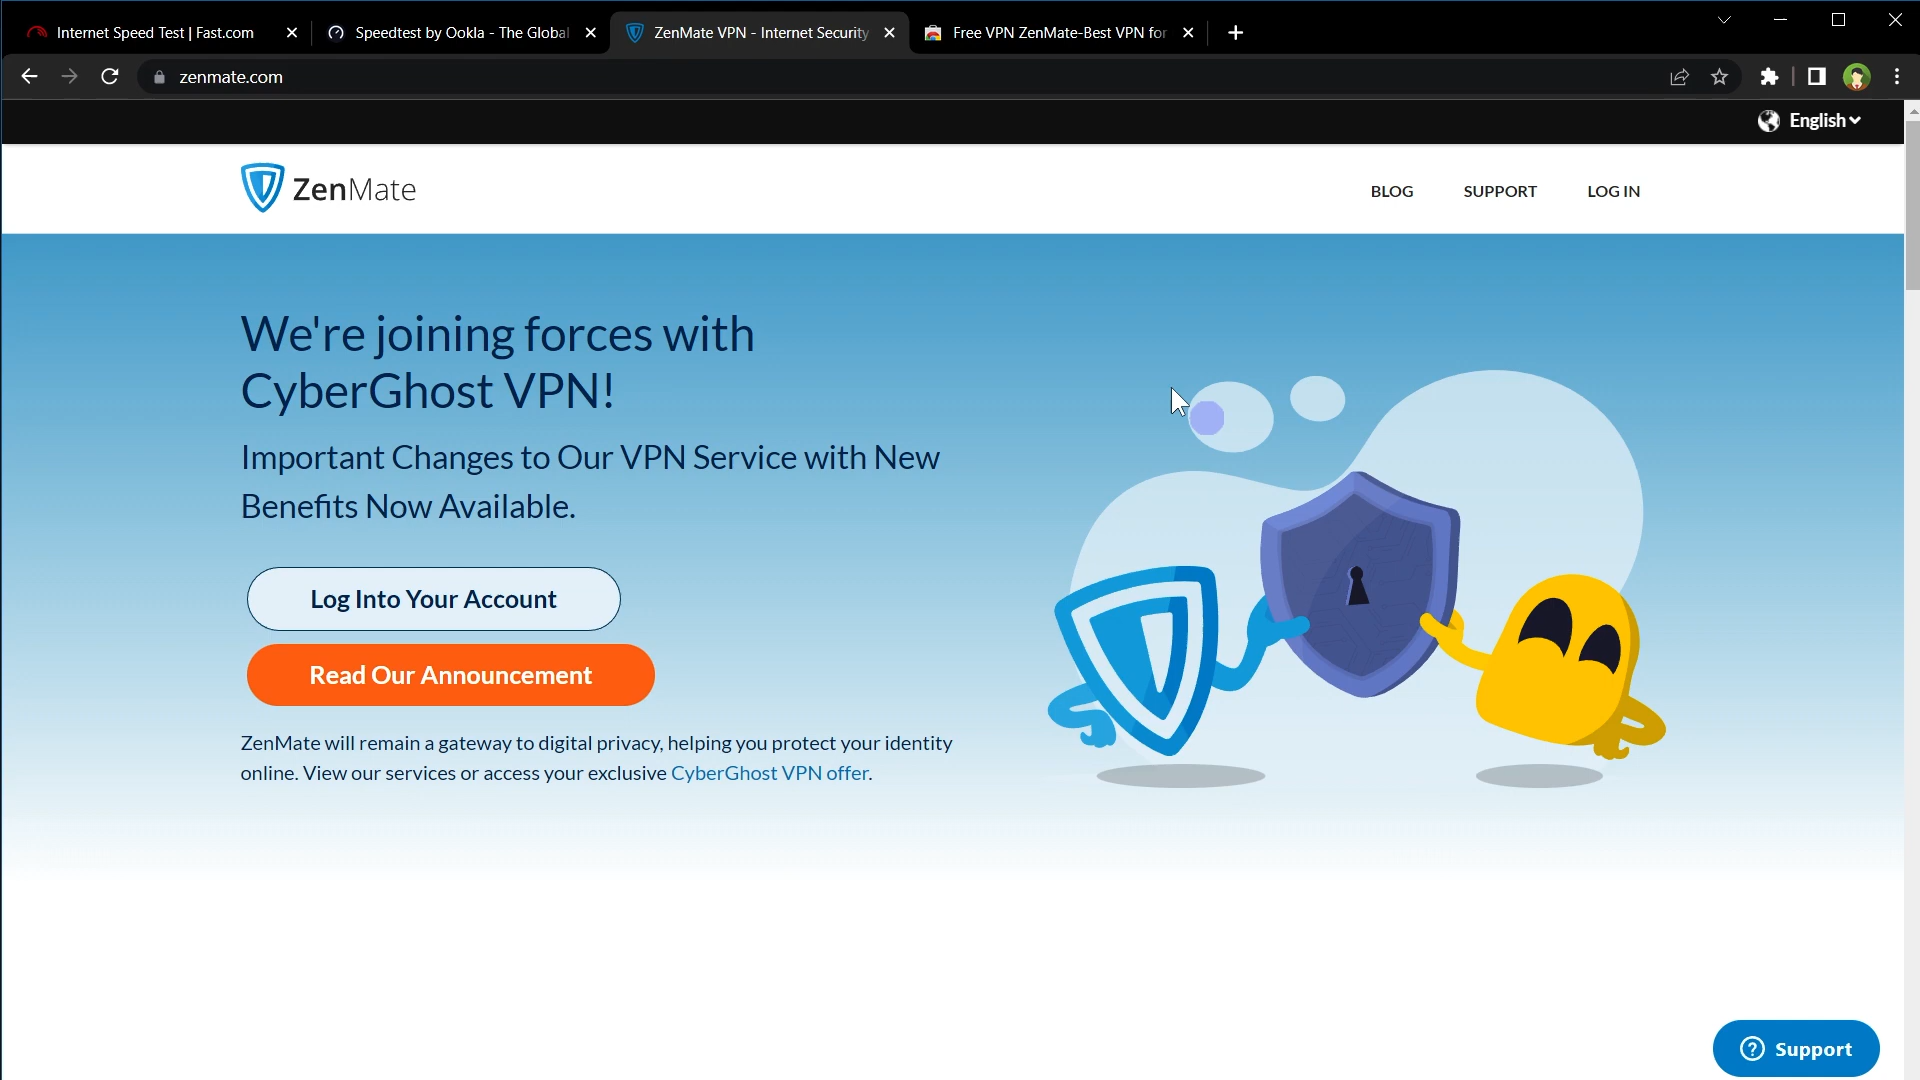 Internet Speed Test | Fast.com
Speedtest by Ookla - The Global
ZenMate VPN - Internet Security
Free VPN ZenMate-Best VPN for
zenmate.com
English
ZenMate
BLOG
SUPPORT
LOG IN
We're joining forces with
CyberGhost VPN!
Important Changes to Our VPN Service with New
Benefits Now Available.
Log Into Your Account
Read Our Announcement
ZenMate will remain a gateway to digital privacy, helping you protect your identity
online. View our services or access your exclusive CyberGhost VPN offer.
Support